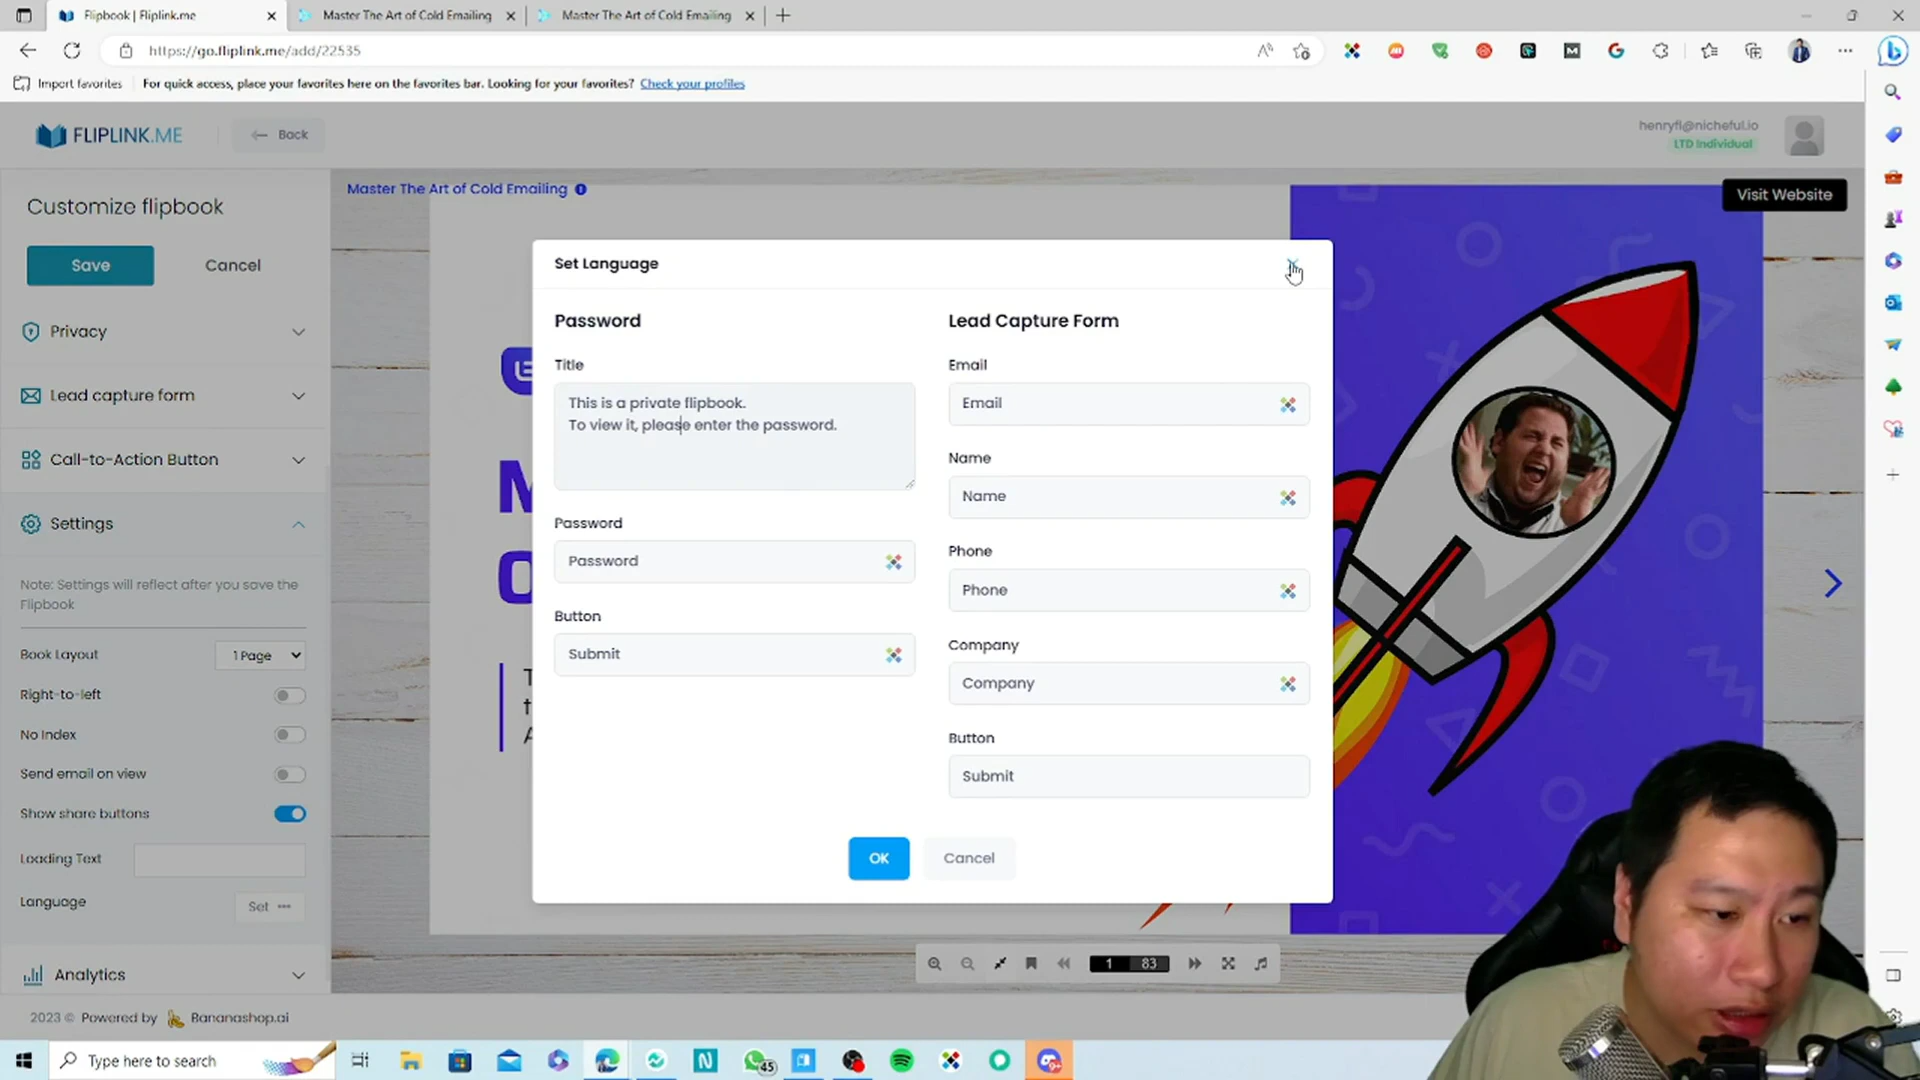 Flipbook | Fliplink.me
Master The Art of Cold Emailing
Master The Art of Cold Emailing
https://go.fliplink.me/add/22535
Import favorites
For quick access, place your favorites here on the favorites bar. Looking for your favorites? Check your profiles
FLIPLINK.ME
Back
henryfl@nicheful.io
LTD Individual
Customize flipbook
Save
Cancel
Privacy
Lead capture form
Call-to-Action Button
Settings
Note: Settings will reflect after you save the
Flipbook
Book Layout
1 Page
Right-to-left
No Index
Send email on view
Show share buttons
Loading Text
Language
Set
Analytics
2023 © Powered by
Bananashop.ai
Master The Art of Cold Emailing
Visit Website
Set Language
Password
Title
This is a private flipbook.
To view it, please enter the password.
Password
Password
Button
Submit
Lead Capture Form
Email
Email
Name
Name
Phone
Phone
Company
Company
Button
Submit
OK
Cancel
1 83
Type here to search
45